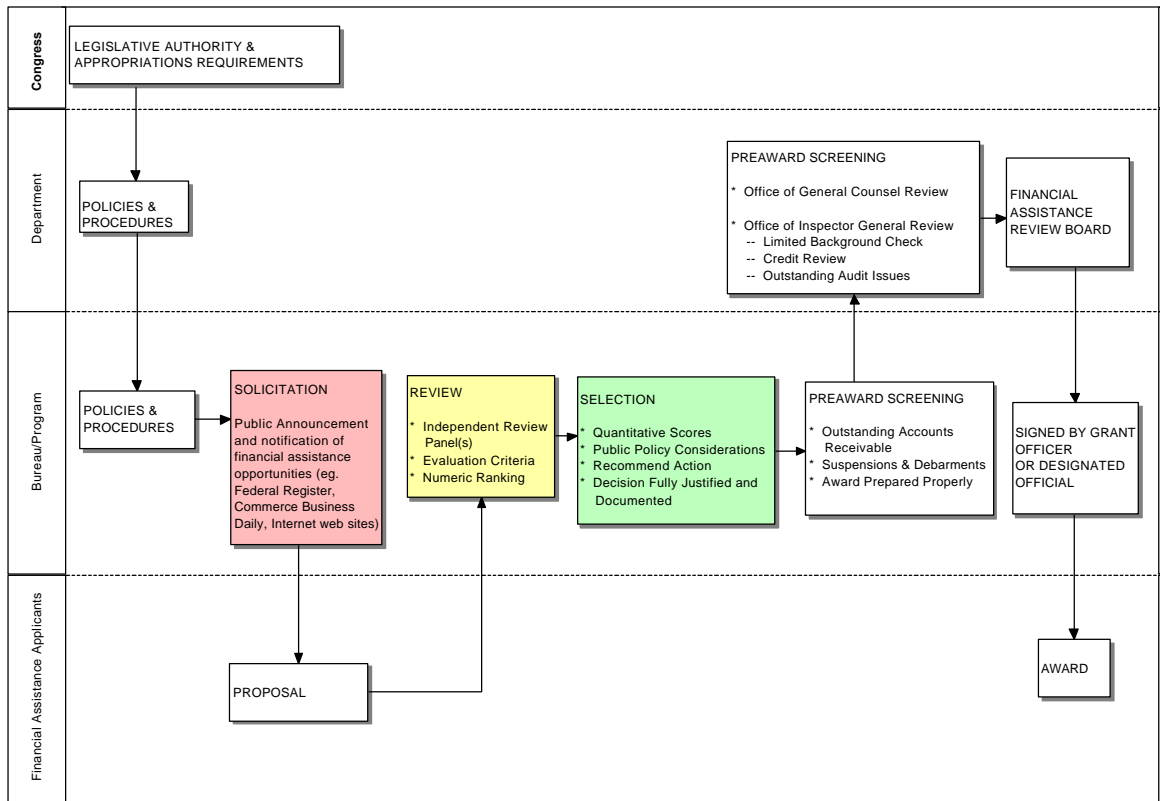 Congress
LEGISLATIVE AUTHORITY &
APPROPRIATIONS REQUIREMENTS
Department
POLICIES &
PROCEDURES
PREAWARD SCREENING
* Office of General Counsel Review
* Office of Inspector General Review
-- Limited Background Check
-- Credit Review
-- Outstanding Audit Issues
FINANCIAL
ASSISTANCE
REVIEW BOARD
Bureau/Program
POLICIES &
PROCEDURES
SOLICITATION
Public Announcement
and notification of
financial assistance
opportunities (eg.
Federal Register,
Commerce Business
Daily, Internet web sites)
REVIEW
* Independent Review
Panel(s)
* Evaluation Criteria
* Numeric Ranking
SELECTION
* Quantitative Scores
* Public Policy Considerations
* Recommend Action
* Decision Fully Justified and
Documented
PREAWARD SCREENING
* Outstanding Accounts
Receivable
* Suspensions & Debarments
* Award Prepared Properly
SIGNED BY GRANT
OFFICER
OR DESIGNATED
OFFICIAL
Financial Assistance Applicants
PROPOSAL
AWARD